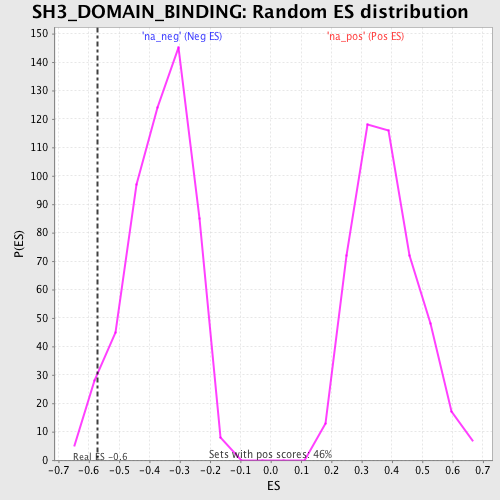 SH3_DOMAIN_BINDING: Random ES distribution
'na_neg' (Neg ES)
'na_pos' (Pos ES)
150
140
130
120
110
100
90
80
70
60
50
40
30
20
10
0
P(ES)
Real ES -0.6
Sets with pos scores: 46%
-0.7 -0.6 -0.5 -0.4 -0.3 -0.2 -0.1 0.0 0.1 0.2 0.3 0.4 0.5 0.6 0.7
ES